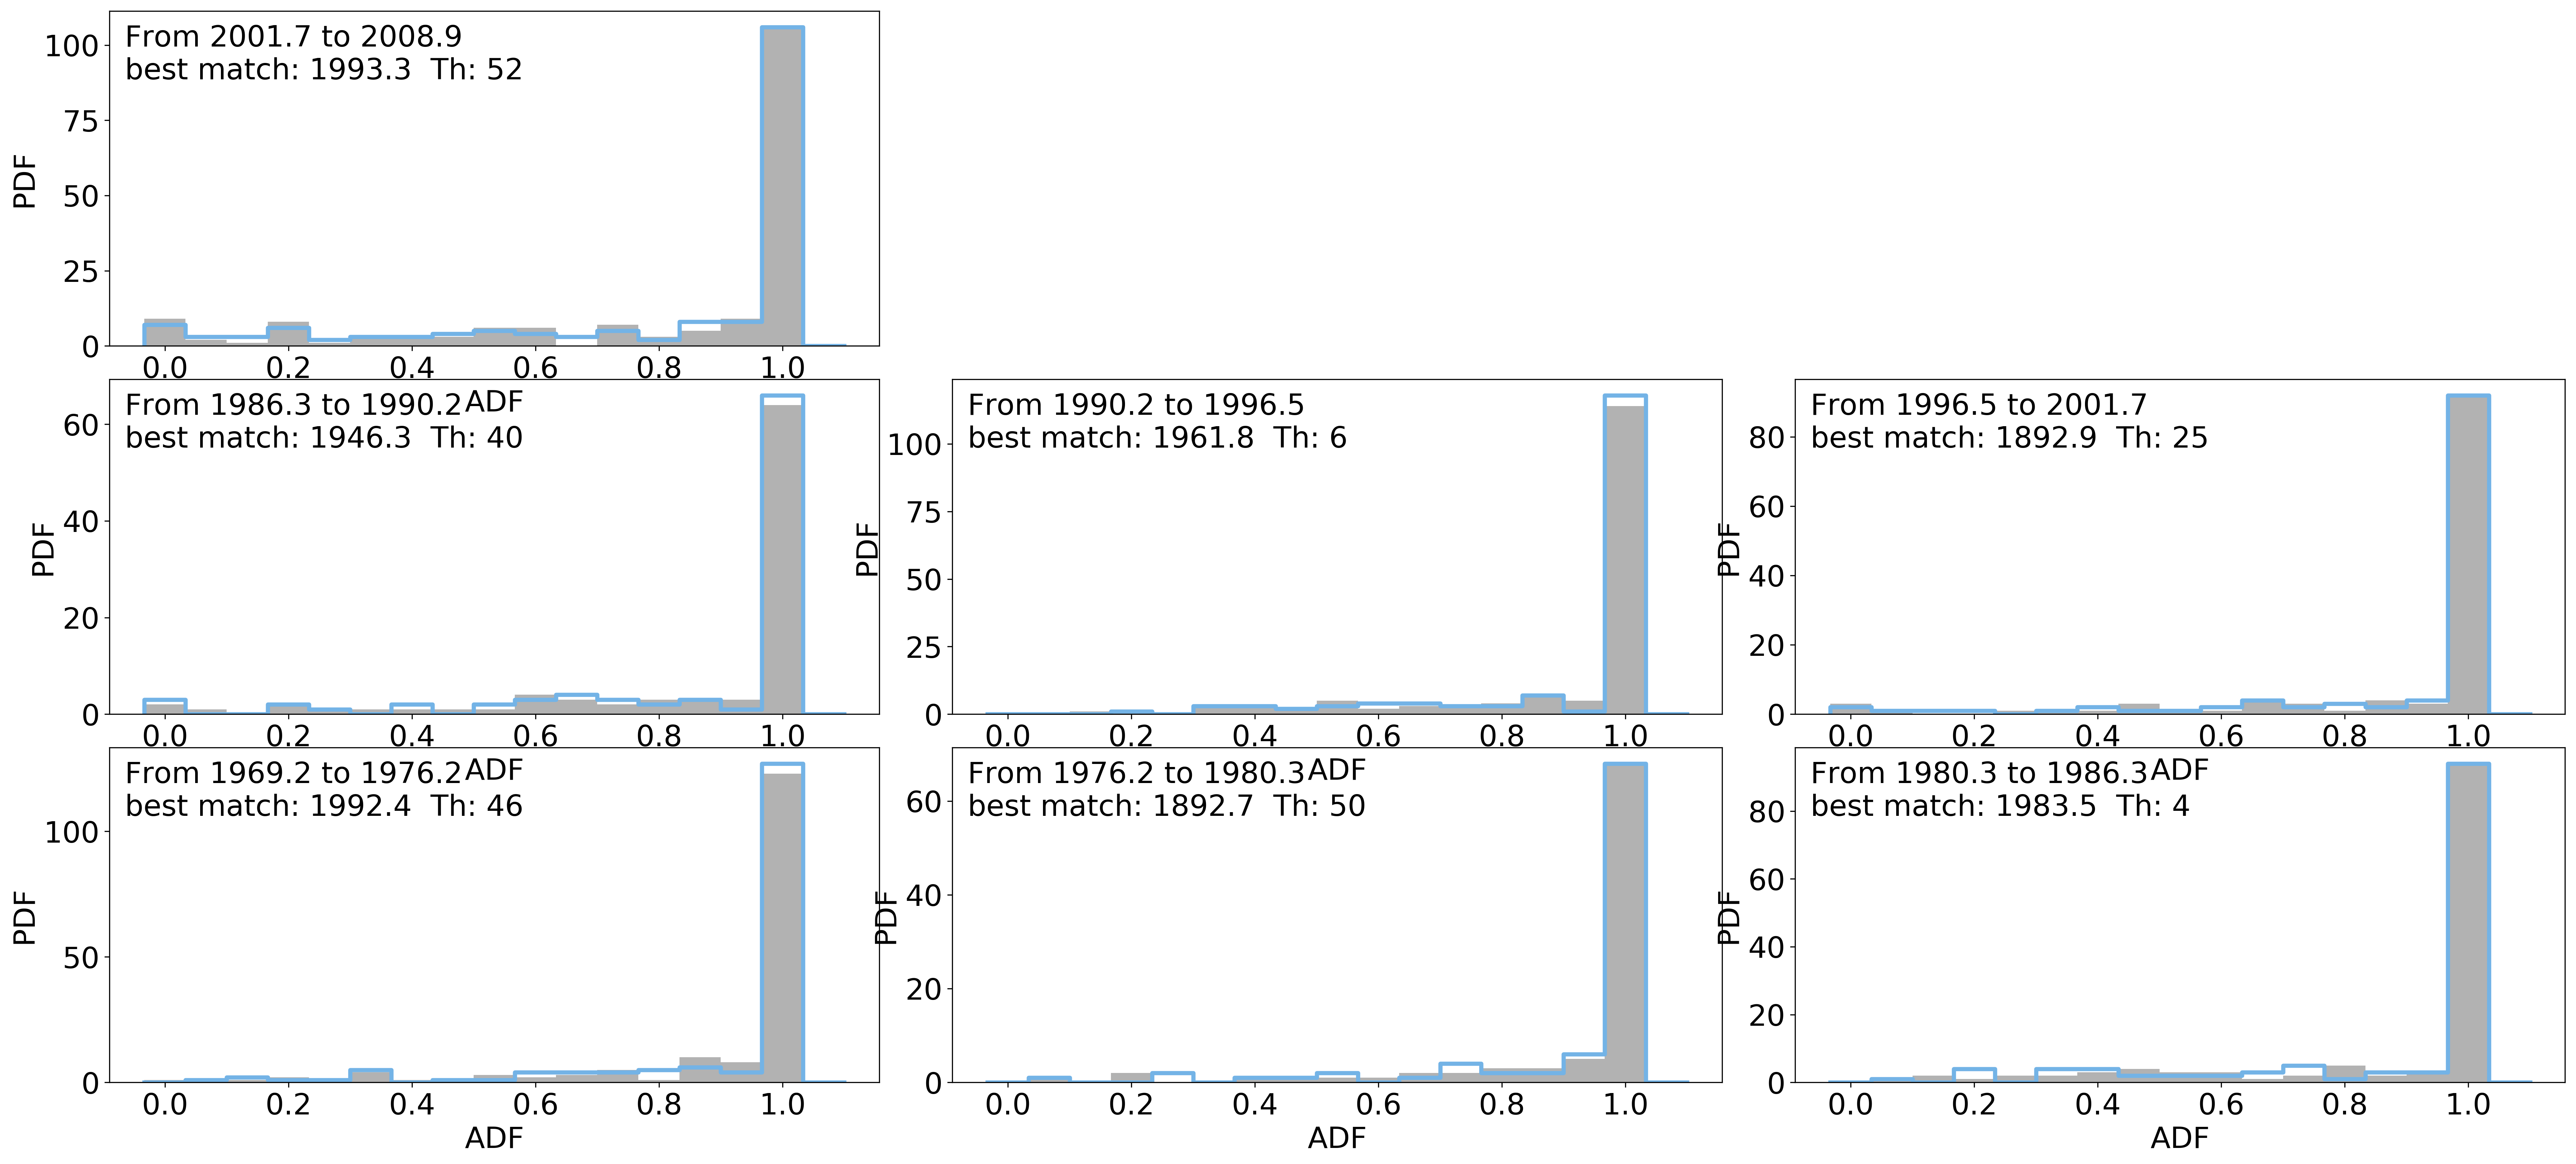 From 2001.7 to 2008.9
best match: 1993.3  Th: 52
100
75
50
25
0
PDF
0.0 0.2 0.4 0.6 0.8 1.0
ADF
From 1986.3 to 1990.2
best match: 1946.3  Th: 40
60
40
20
0
PDF
0.0 0.2 0.4 0.6 0.8 1.0
ADF
From 1990.2 to 1996.5
best match: 1961.8  Th: 6
100
75
50
25
0
PDF
0.0 0.2 0.4 0.6 0.8 1.0
ADF
From 1996.5 to 2001.7
best match: 1892.9  Th: 25
80
60
40
20
0
PDF
0.0 0.2 0.4 0.6 0.8 1.0
ADF
From 1969.2 to 1976.2
best match: 1992.4  Th: 46
100
50
0
PDF
0.0 0.2 0.4 0.6 0.8 1.0
ADF
From 1976.2 to 1980.3
best match: 1892.7  Th: 50
60
40
20
0
PDF
0.0 0.2 0.4 0.6 0.8 1.0
ADF
From 1980.3 to 1986.3
best match: 1983.5  Th: 4
80
60
40
20
0
PDF
0.0 0.2 0.4 0.6 0.8 1.0
ADF